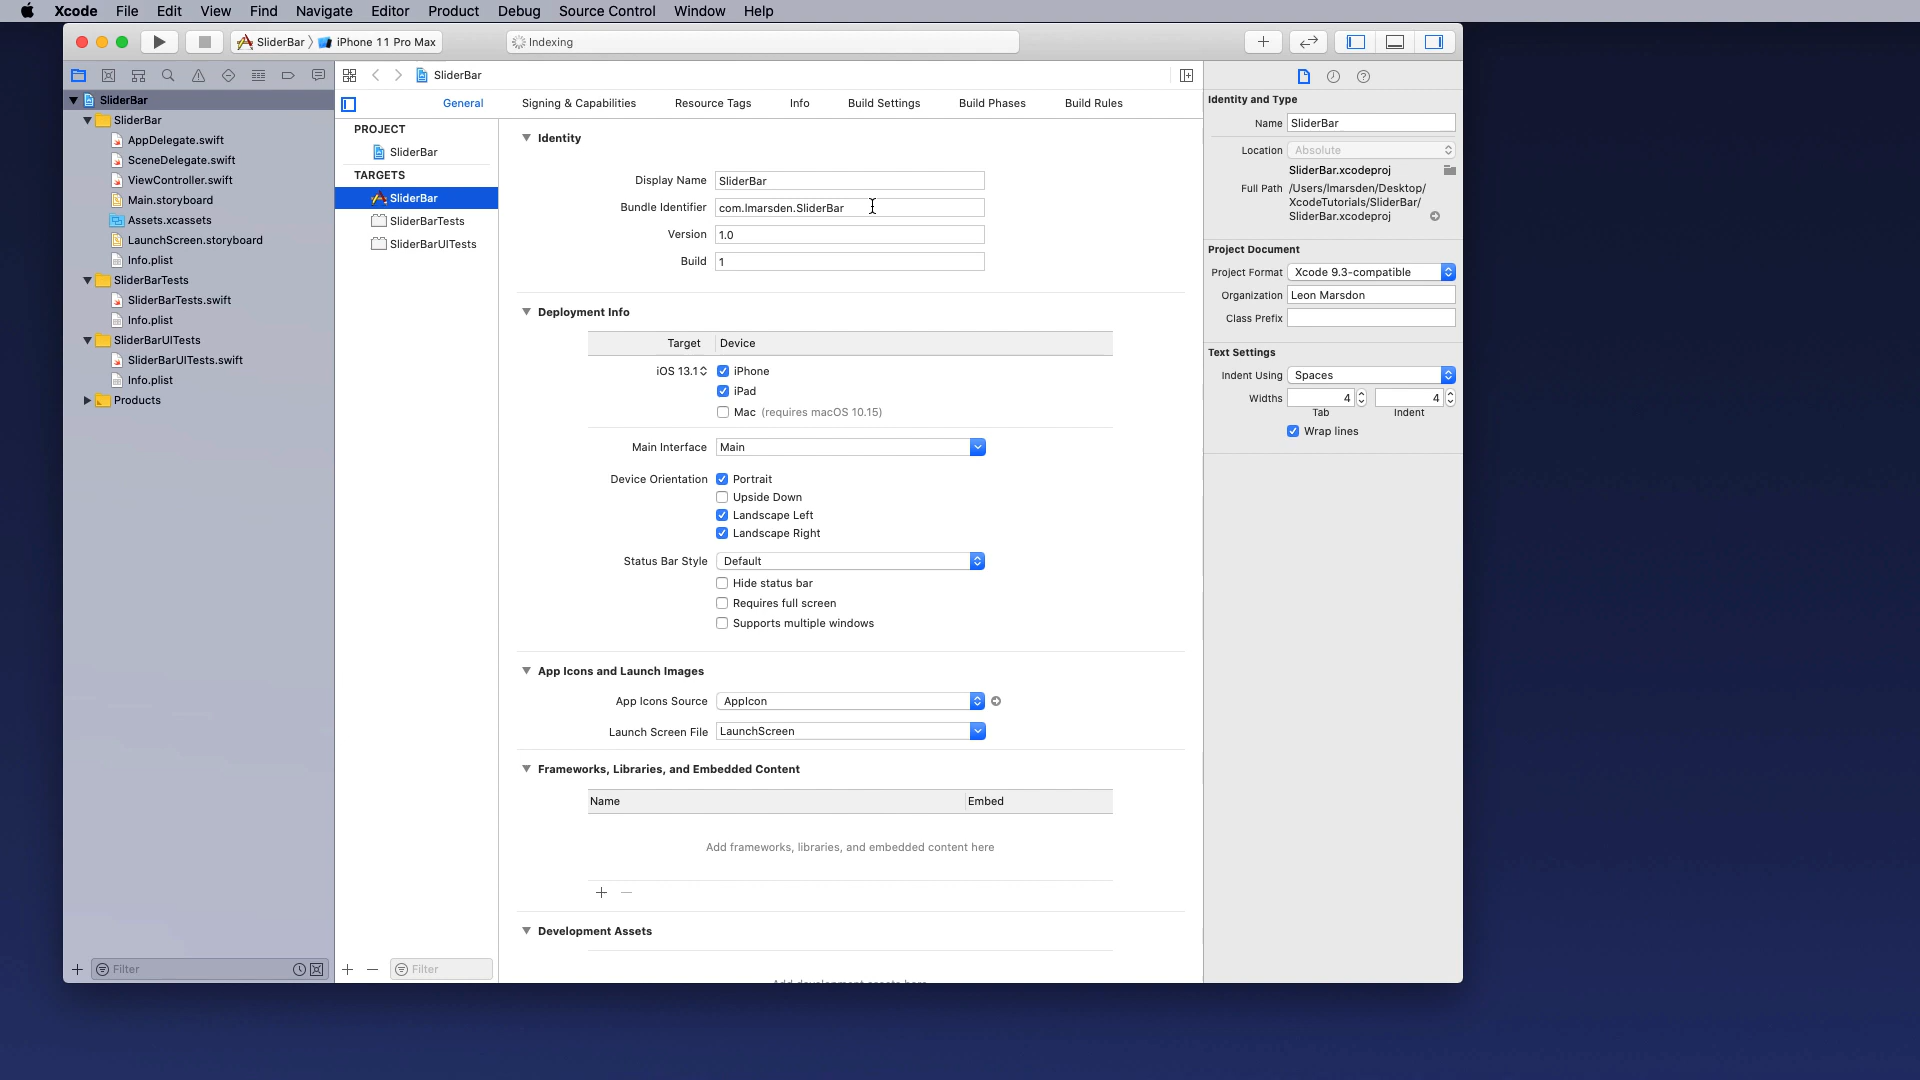 Xcode File Edit View Find Navigate Editor Product Debug Source Control Window Help
SliderBar iPhone 11 Pro Max
Indexing
SliderBar
General Signing & Capabilities Resource Tags Info Build Settings Build Phases Build Rules
SliderBar
SliderBar
AppDelegate.swift
SceneDelegate.swift
ViewController.swift
Main.storyboard
Assets.xcassets
LaunchScreen.storyboard
Info.plist
SliderBarTests
SliderBarTests.swift
Info.plist
SliderBarUITests
SliderBarUITests.swift
Info.plist
Products
Filter
PROJECT
SliderBar
TARGETS
SliderBar
SliderBarTests
SliderBarUITests
Filter
Identity
Display Name SliderBar
Bundle Identifier com.lmarsden.SliderBar
Version 1.0
Build 1
Deployment Info
Target Device
iOS 13.1 iPhone
iPad
Mac (requires macOS 10.15)
Main Interface Main
Device Orientation Portrait
Upside Down
Landscape Left
Landscape Right
Status Bar Style Default
Hide status bar
Requires full screen
Supports multiple windows
App Icons and Launch Images
App Icons Source AppIcon
Launch Screen File LaunchScreen
Frameworks, Libraries, and Embedded Content
Name Embed
Add frameworks, libraries, and embedded content here
Development Assets
Add development assets here
Identity and Type
Name SliderBar
Location Absolute
SliderBar.xcodeproj
Full Path /Users/lmarsden/Desktop/
XcodeTutorials/SliderBar/
SliderBar.xcodeproj
Project Document
Project Format Xcode 9.3-compatible
Organization Leon Marsdon
Class Prefix
Text Settings
Indent Using Spaces
Widths 4 4
Tab Indent
Wrap lines